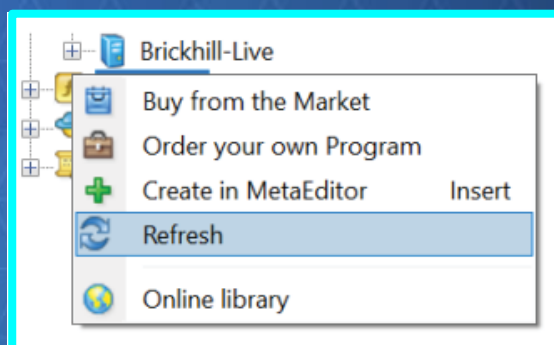 Brickhill-Live
Buy from the Market
Order your own Program
Create in MetaEditor Insert
Refresh
Online library